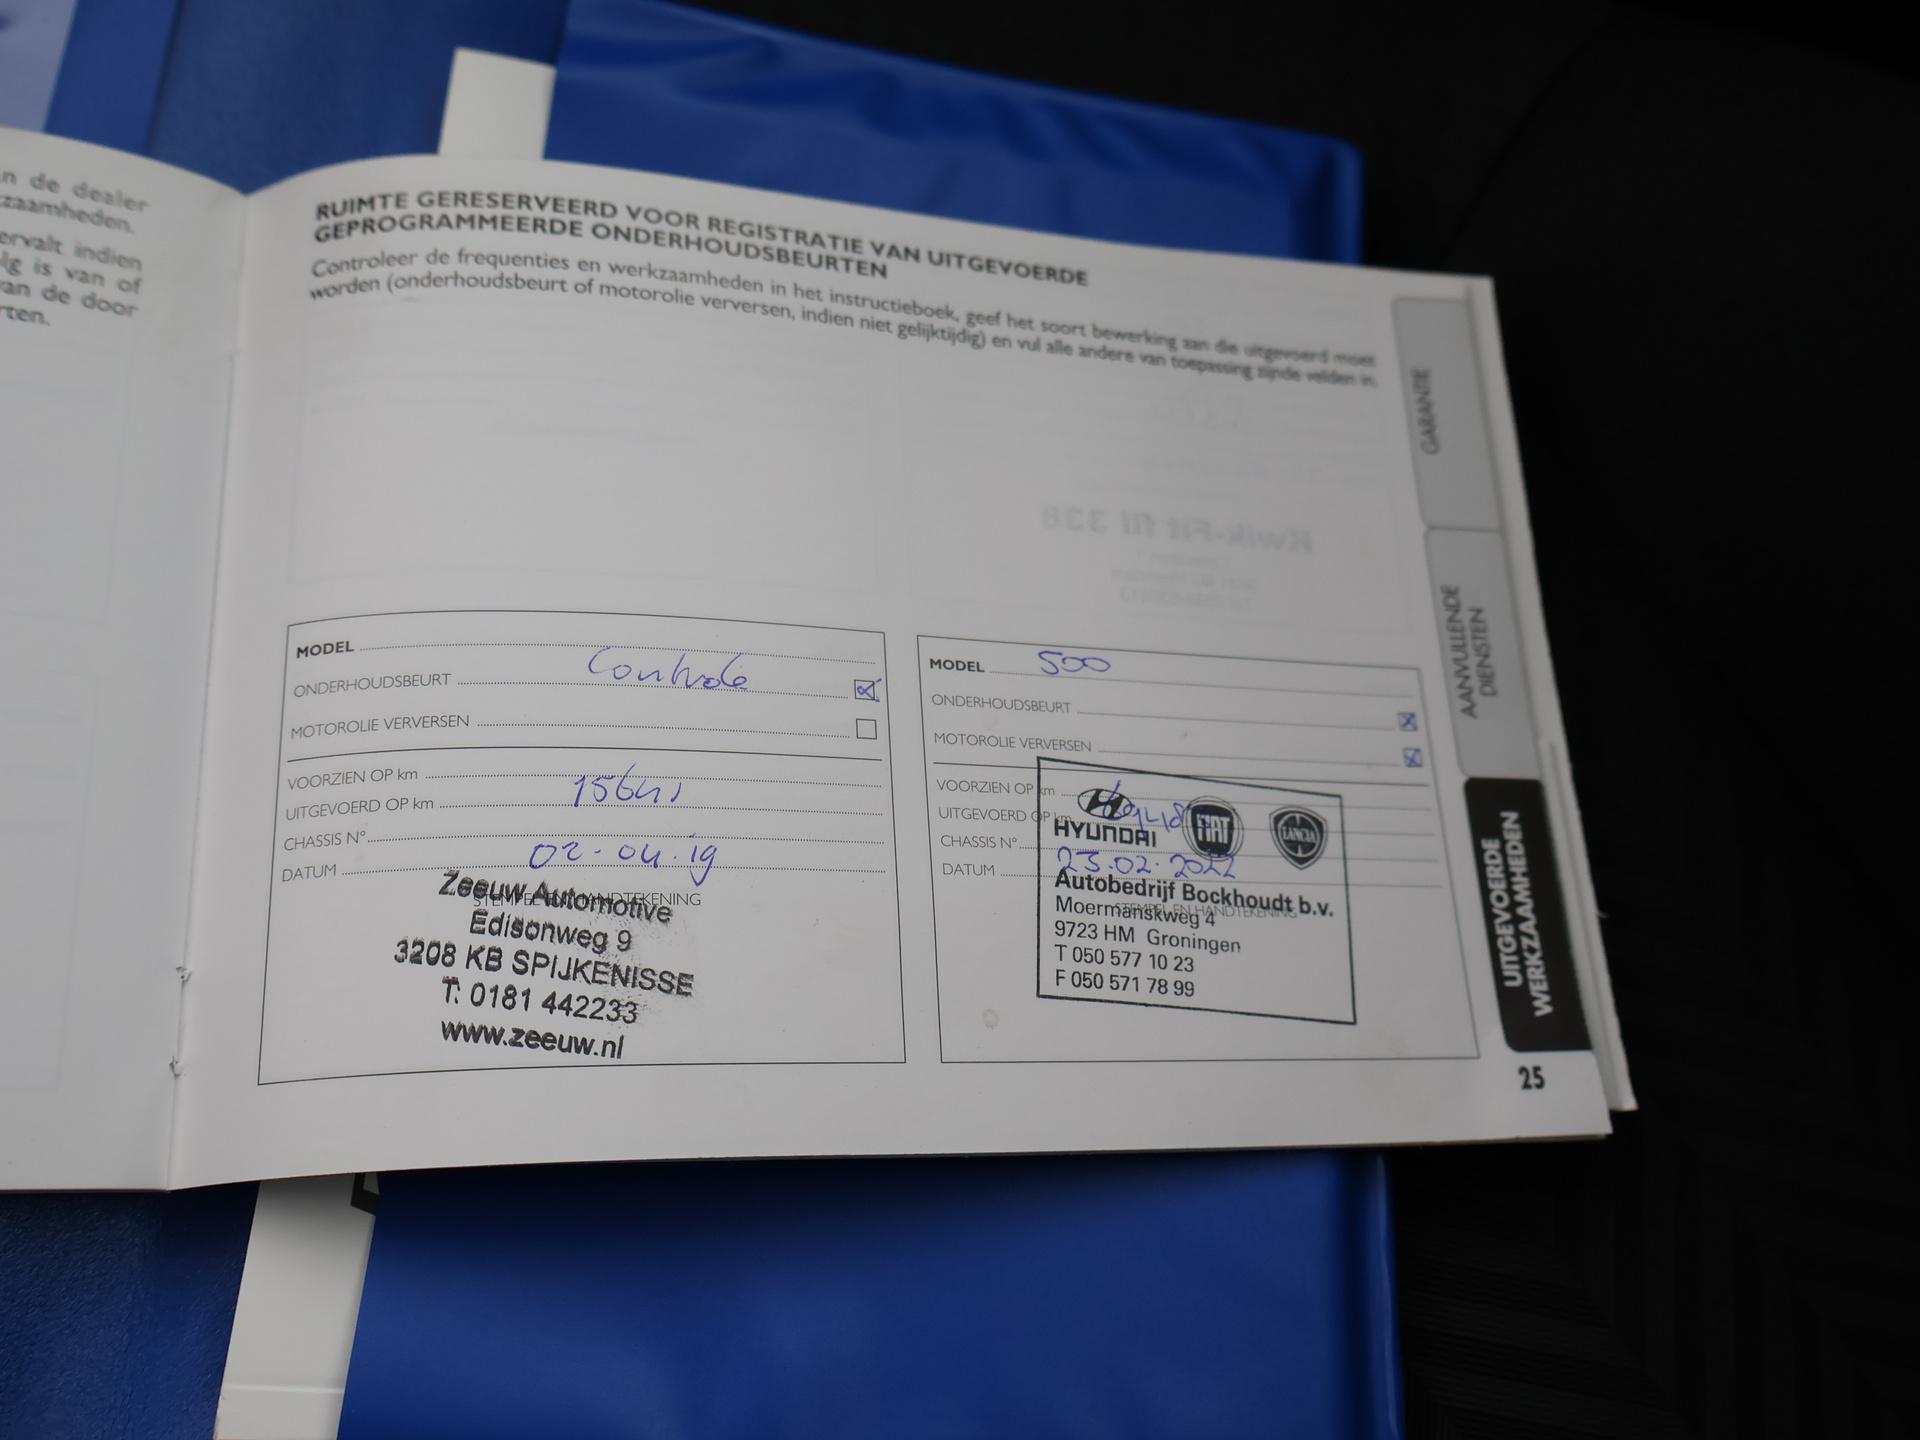 n de dealer
zaamheden.
ervalt indien
lg is van of
van de door
rten.
RUIMTE GERESERVEERD VOOR REGISTRATIE VAN UITGEVOERDE
GEPROGRAMMEERDE ONDERHOUDSBEURTEN
Controleer de frequenties en werkzaamheden in het instructieboek, geef het soort bewerking aan die uitgevoerd moet
worden (onderhoudsbeurt of motorolie verversen, indien niet gelijktijdig) en vul alle andere van toepassing zijnde velden in.
GARANTIE
AANVULLENDE
DIENSTEN
UITGEVOERDE
WERKZAAMHEDEN
Kwik-Fit fil 338
MODEL
ONDERHOUDSBEURT Controle
MOTOROLIE VERVERSEN
VOORZIEN OP km
UITGEVOERD OP km 15641
CHASSIS N°
DATUM 02-04-19
STEMPEL EN HANDTEKENING
Zeeuw Automotive
Edisonweg 9
3208 KB SPIJKENISSE
T: 0181 442233
www.zeeuw.nl
MODEL 500
ONDERHOUDSBEURT
MOTOROLIE VERVERSEN
VOORZIEN OP km
UITGEVOERD OP km
CHASSIS N°
DATUM 23.02.2022
STEMPEL EN HANDTEKENING
HYUNDAI FIAT LANCIA
Autobedrijf Bockhoudt b.v.
Moermanskweg 4
9723 HM Groningen
T 050 577 10 23
F 050 571 78 99
25